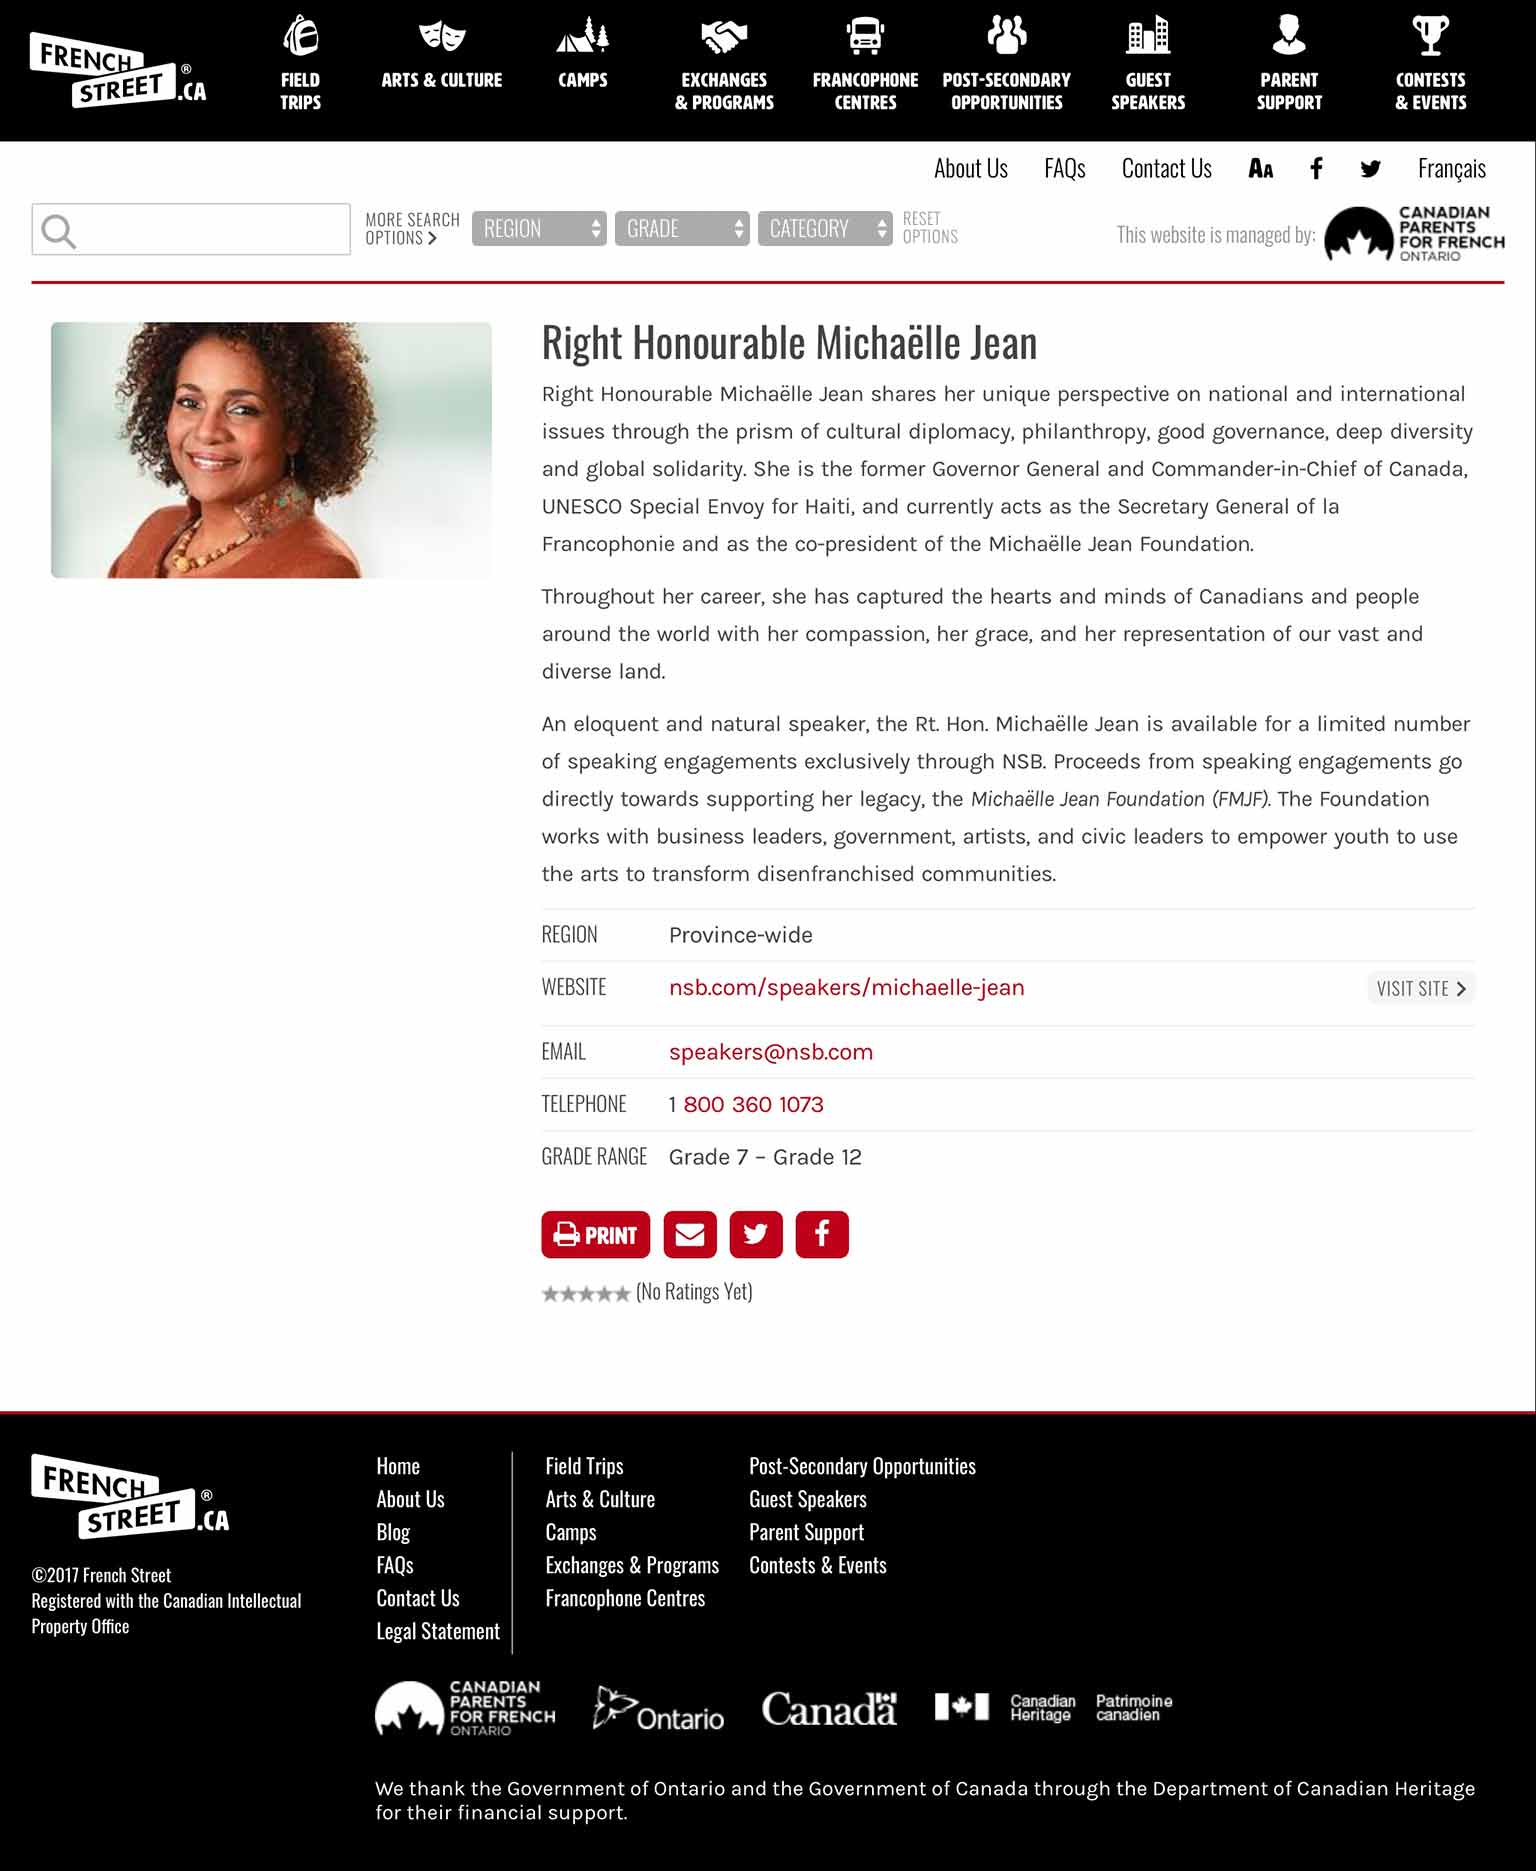 FRENCH
STREET®.CA
FIELD
TRIPS
ARTS & CULTURE
CAMPS
EXCHANGES
& PROGRAMS
FRANCOPHONE
CENTRES
POST-SECONDARY
OPPORTUNITIES
GUEST
SPEAKERS
PARENT
SUPPORT
CONTESTS
& EVENTS
About Us FAQs Contact Us AA Français
MORE SEARCH
OPTIONS
REGION
GRADE
CATEGORY
RESET
OPTIONS
This website is managed by:
CANADIAN
PARENTS
FOR FRENCH
ONTARIO
Right Honourable Michaëlle Jean
Right Honourable Michaëlle Jean shares her unique perspective on national and international
issues through the prism of cultural diplomacy, philanthropy, good governance, deep diversity
and global solidarity. She is the former Governor General and Commander-in-Chief of Canada,
UNESCO Special Envoy for Haiti, and currently acts as the Secretary General of la
Francophonie and as the co-president of the Michaëlle Jean Foundation.
Throughout her career, she has captured the hearts and minds of Canadians and people
around the world with her compassion, her grace, and her representation of our vast and
diverse land.
An eloquent and natural speaker, the Rt. Hon. Michaëlle Jean is available for a limited number
of speaking engagements exclusively through NSB. Proceeds from speaking engagements go
directly towards supporting her legacy, the Michaëlle Jean Foundation (FMJF). The Foundation
works with business leaders, government, artists, and civic leaders to empower youth to use
the arts to transform disenfranchised communities.
REGION Province-wide
WEBSITE nsb.com/speakers/michaelle-jean VISIT SITE
EMAIL speakers@nsb.com
TELEPHONE 1 800 360 1073
GRADE RANGE Grade 7 – Grade 12
PRINT
(No Ratings Yet)
FRENCH
STREET®.CA
©2017 French Street
Registered with the Canadian Intellectual
Property Office
Home
About Us
Blog
FAQs
Contact Us
Legal Statement
Field Trips
Arts & Culture
Camps
Exchanges & Programs
Francophone Centres
Post-Secondary Opportunities
Guest Speakers
Parent Support
Contests & Events
CANADIAN
PARENTS
FOR FRENCH
ONTARIO
Ontario
Canada
Canadian
Heritage
Patrimoine
canadien
We thank the Government of Ontario and the Government of Canada through the Department of Canadian Heritage
for their financial support.